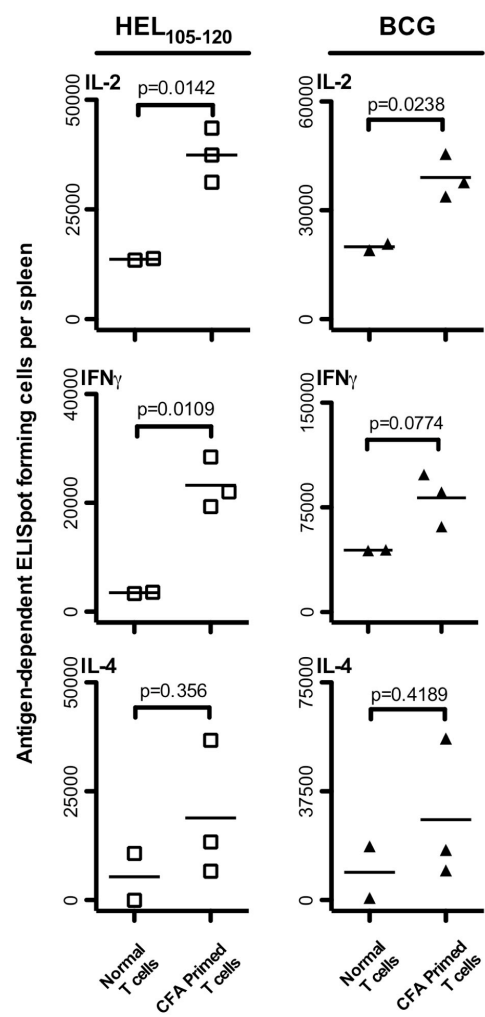 HEL105-120
BCG
Antigen-dependent ELISpot forming cells per spleen
IL-2
p=0.0142
50000
25000
0
IL-2
p=0.0238
60000
30000
0
IFNγ
p=0.0109
40000
20000
0
IFNγ
p=0.0774
150000
75000
0
IL-4
p=0.356
50000
25000
0
IL-4
p=0.4189
75000
37500
0
Normal
T cells
CFA Primed
T cells
Normal
T cells
CFA Primed
T cells